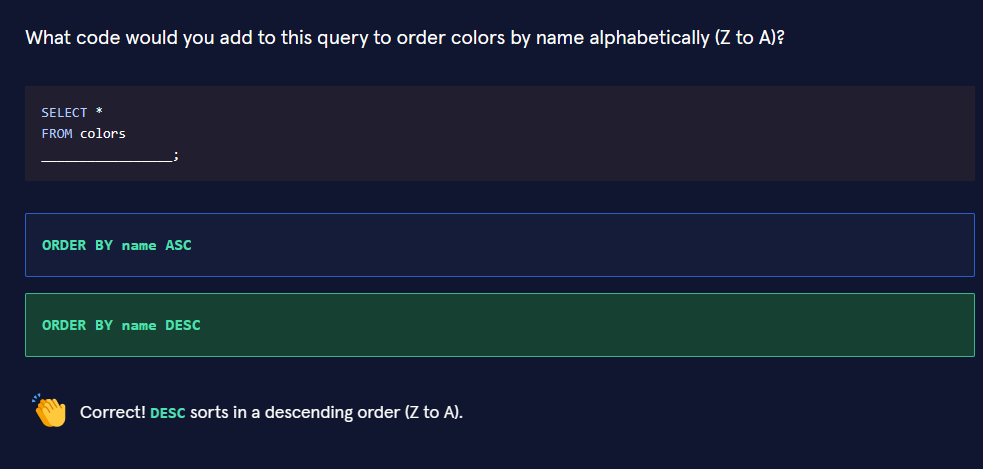 What code would you add to this query to order colors by name alphabetically (Z to A)?
SELECT *
FROM colors
_________________;
ORDER BY name ASC
ORDER BY name DESC
Correct! DESC sorts in a descending order (Z to A).